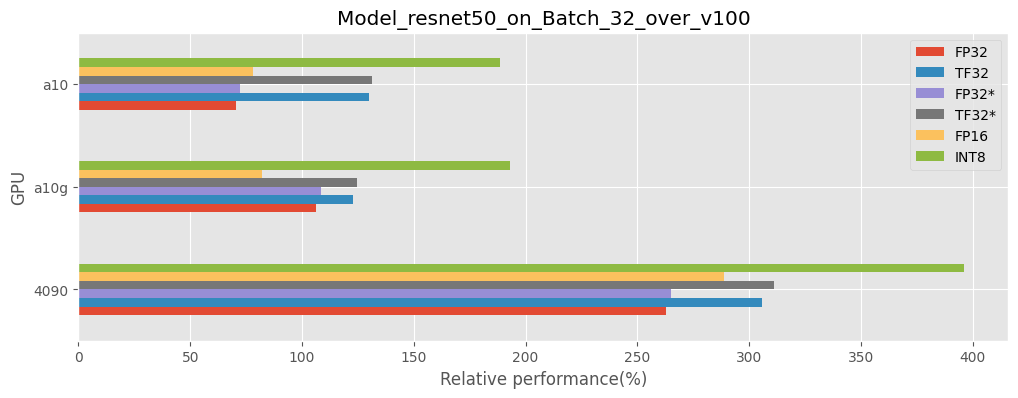 Model_resnet50_on_Batch_32_over_v100
FP32
TF32
FP32*
TF32*
FP16
INT8
GPU
a10
a10g
4090
0 50 100 150 200 250 300 350 400
Relative performance(%)